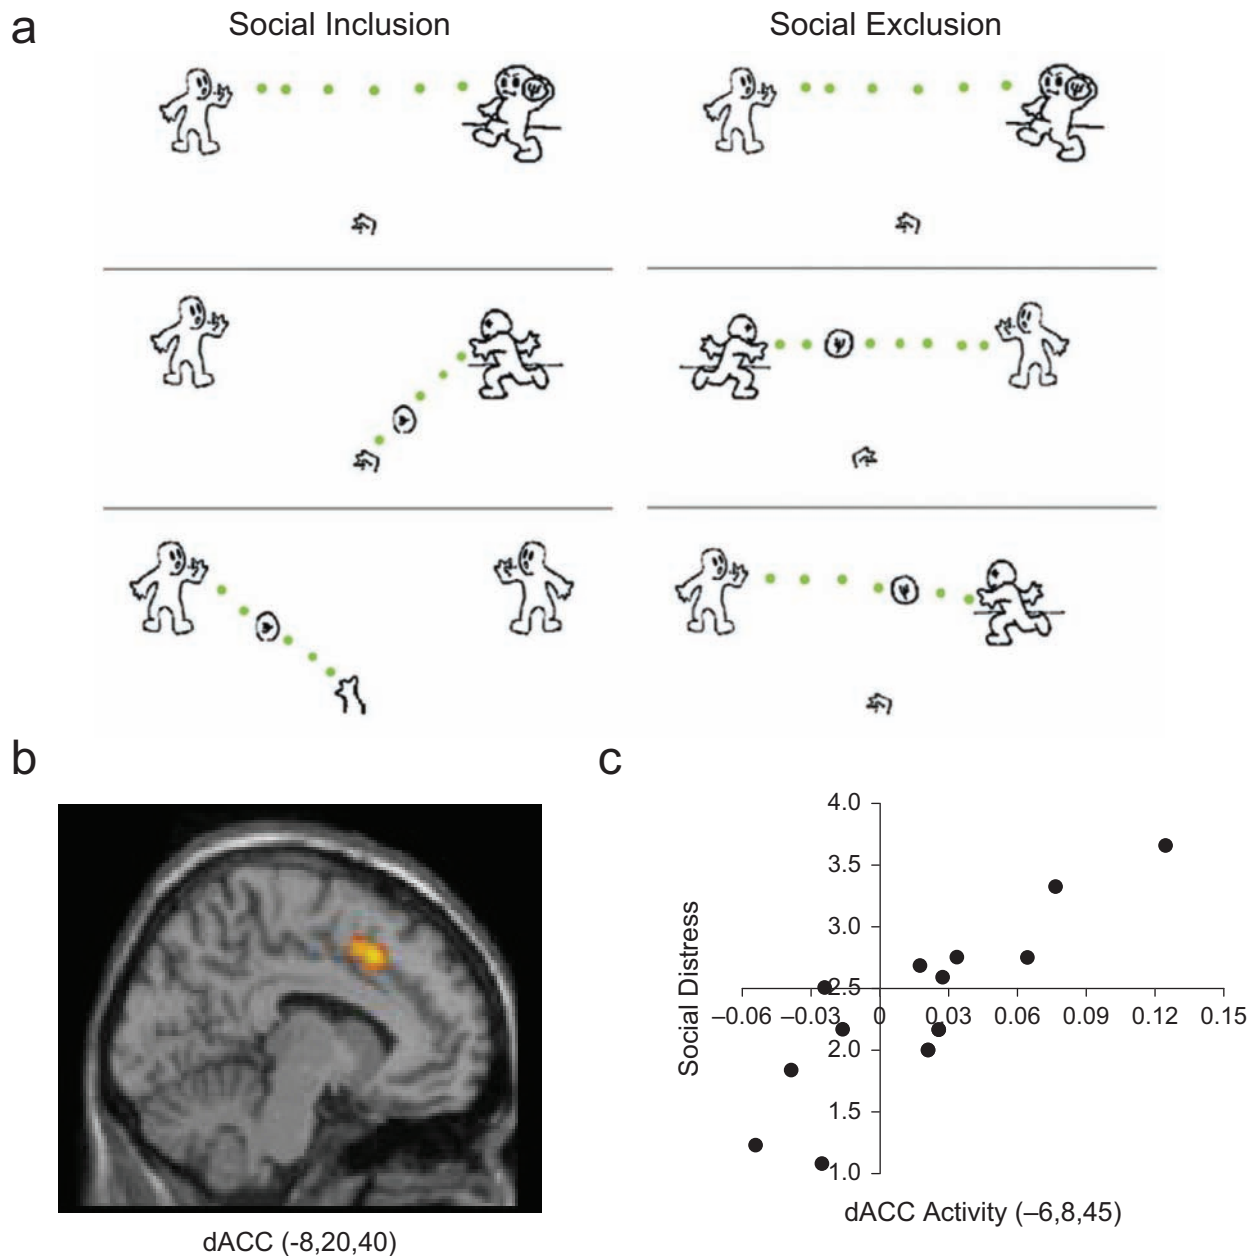 a
Social Inclusion
Social Exclusion
Ψ
Ψ
Ψ
Ψ
b
c
dACC (-8,20,40)
4.0
3.5
3.0
2.5
2.0
1.5
1.0
–0.06 –0.03 0 0.03 0.06 0.09 0.12 0.15
Social Distress
dACC Activity (–6,8,45)